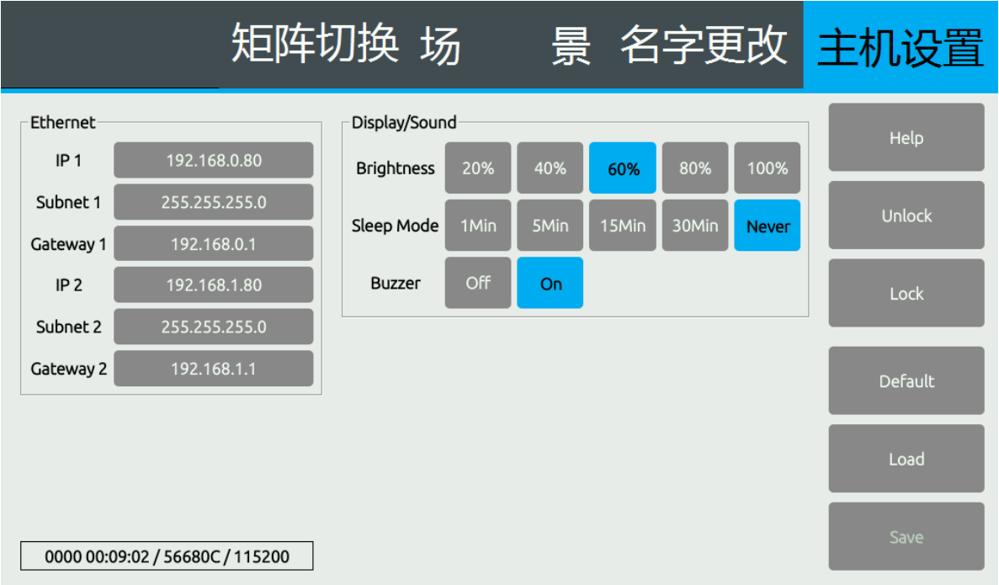 矩阵切换 场 景 名字更改 主机设置
Ethernet
IP 1 192.168.0.80
Subnet 1 255.255.255.0
Gateway 1 192.168.0.1
IP 2 192.168.1.80
Subnet 2 255.255.255.0
Gateway 2 192.168.1.1
Display/Sound
Brightness 20% 40% 60% 80% 100%
Sleep Mode 1Min 5Min 15Min 30Min Never
Buzzer Off On
Help
Unlock
Lock
Default
Load
Save
0000 00:09:02 / 56680C / 115200